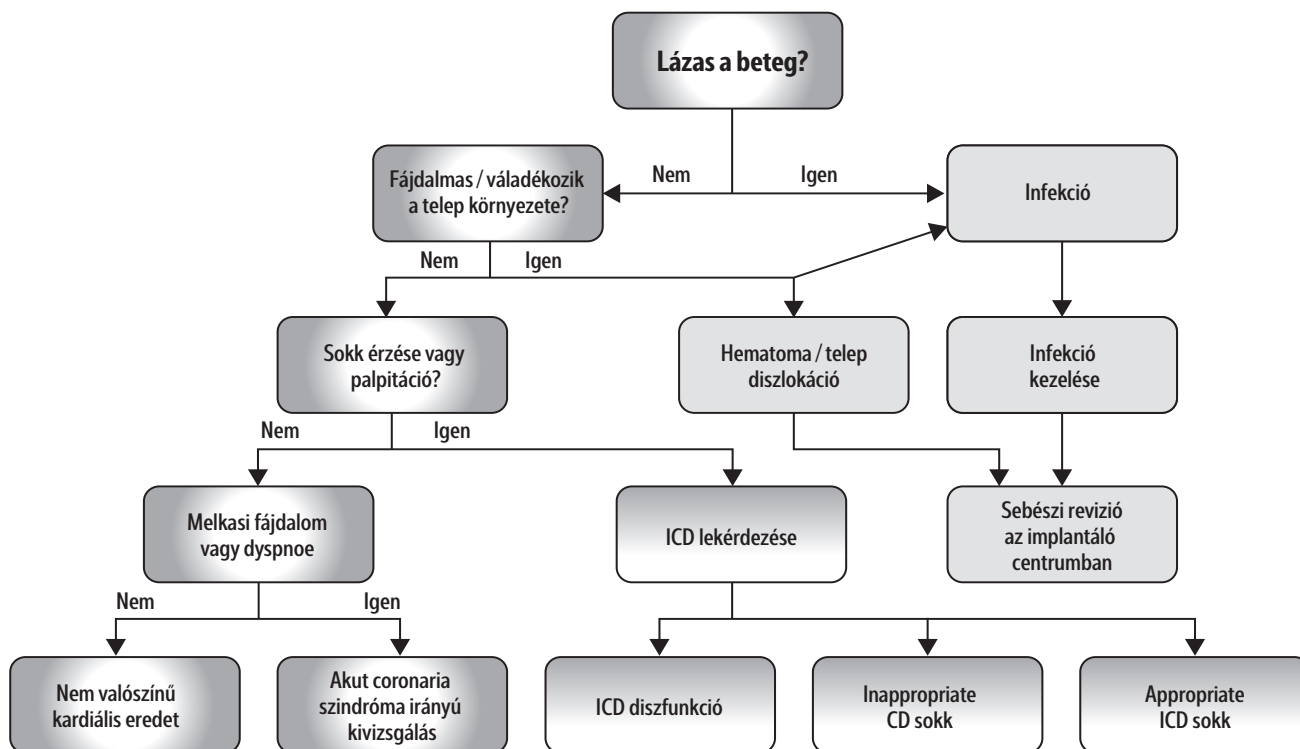 Lázas a beteg?
Nem
Igen
Fájdalmas / váladékozik
a telep környezete?
Infekció
Nem
Igen
Sokk érzése vagy
palpitáció?
Hematoma / telep
diszlokáció
Infekció
kezelése
Nem
Igen
Melkasi fájdalom
vagy dyspnoe
ICD lekérdezése
Sebészi revizió
az implantáló
centrumban
Nem
Igen
Nem valószínű
kardiális eredet
Akut coronaria
szindróma irányú
kivizsgálás
ICD diszfunkció
Inappropriate
CD sokk
Appropriate
ICD sokk